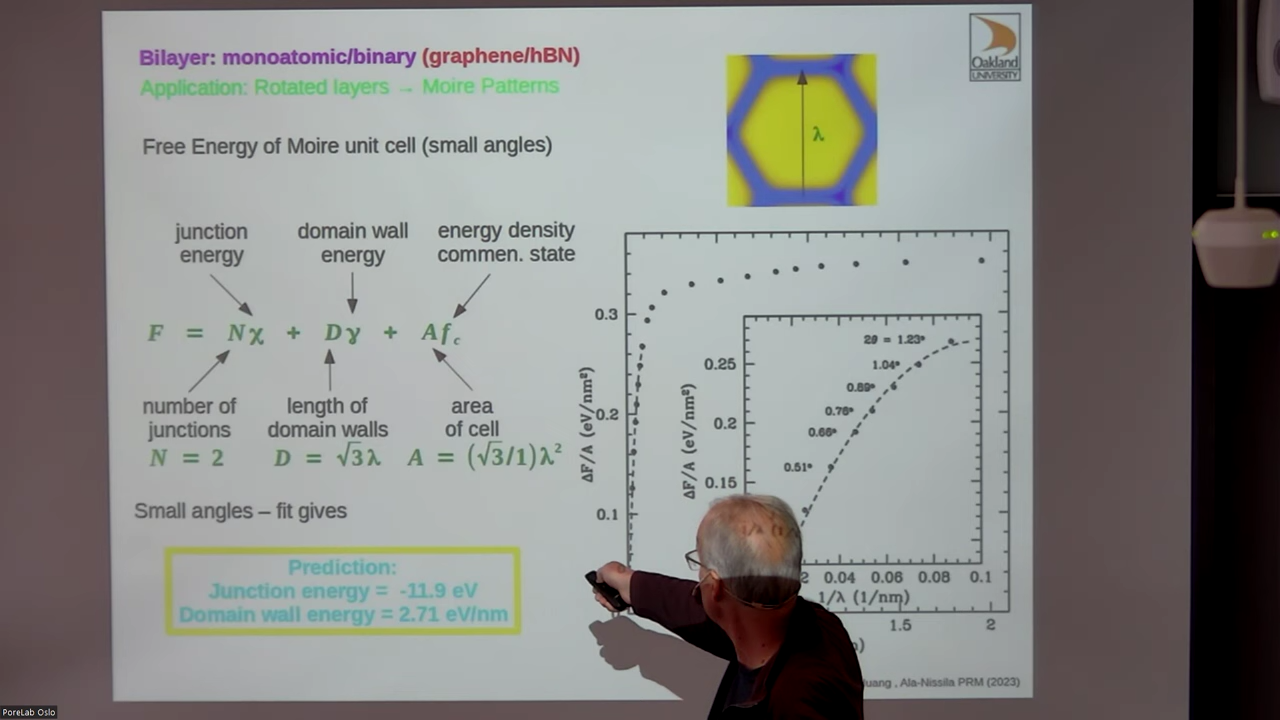 Bilayer: monoatomic/binary (graphene/hBN)
Application: Rotated layers → Moire Patterns
Oakland
UNIVERSITY
Free Energy of Moire unit cell (small angles)
λ
junction energy
domain wall energy
energy density commen. state
F = Nχ + Dγ + Af_c
number of junctions
length of domain walls
area of cell
N = 2 D = √3λ A = (√3/1)λ²
Small angles – fit gives
Prediction:
Junction energy = -11.9 eV
Domain wall energy = 2.71 eV/nm
ΔF/A (eV/nm²)
0.3
0.2
0.1
1.5
2
ΔF/A (eV/nm²)
0.25
0.2
0.15
2θ = 1.23°
1.04°
0.89°
0.76°
0.66°
0.51°
0.04 0.06 0.08 0.1
1/λ (1/nm)
Ala-Nissila PRM (2023)
PoreLab Oslo